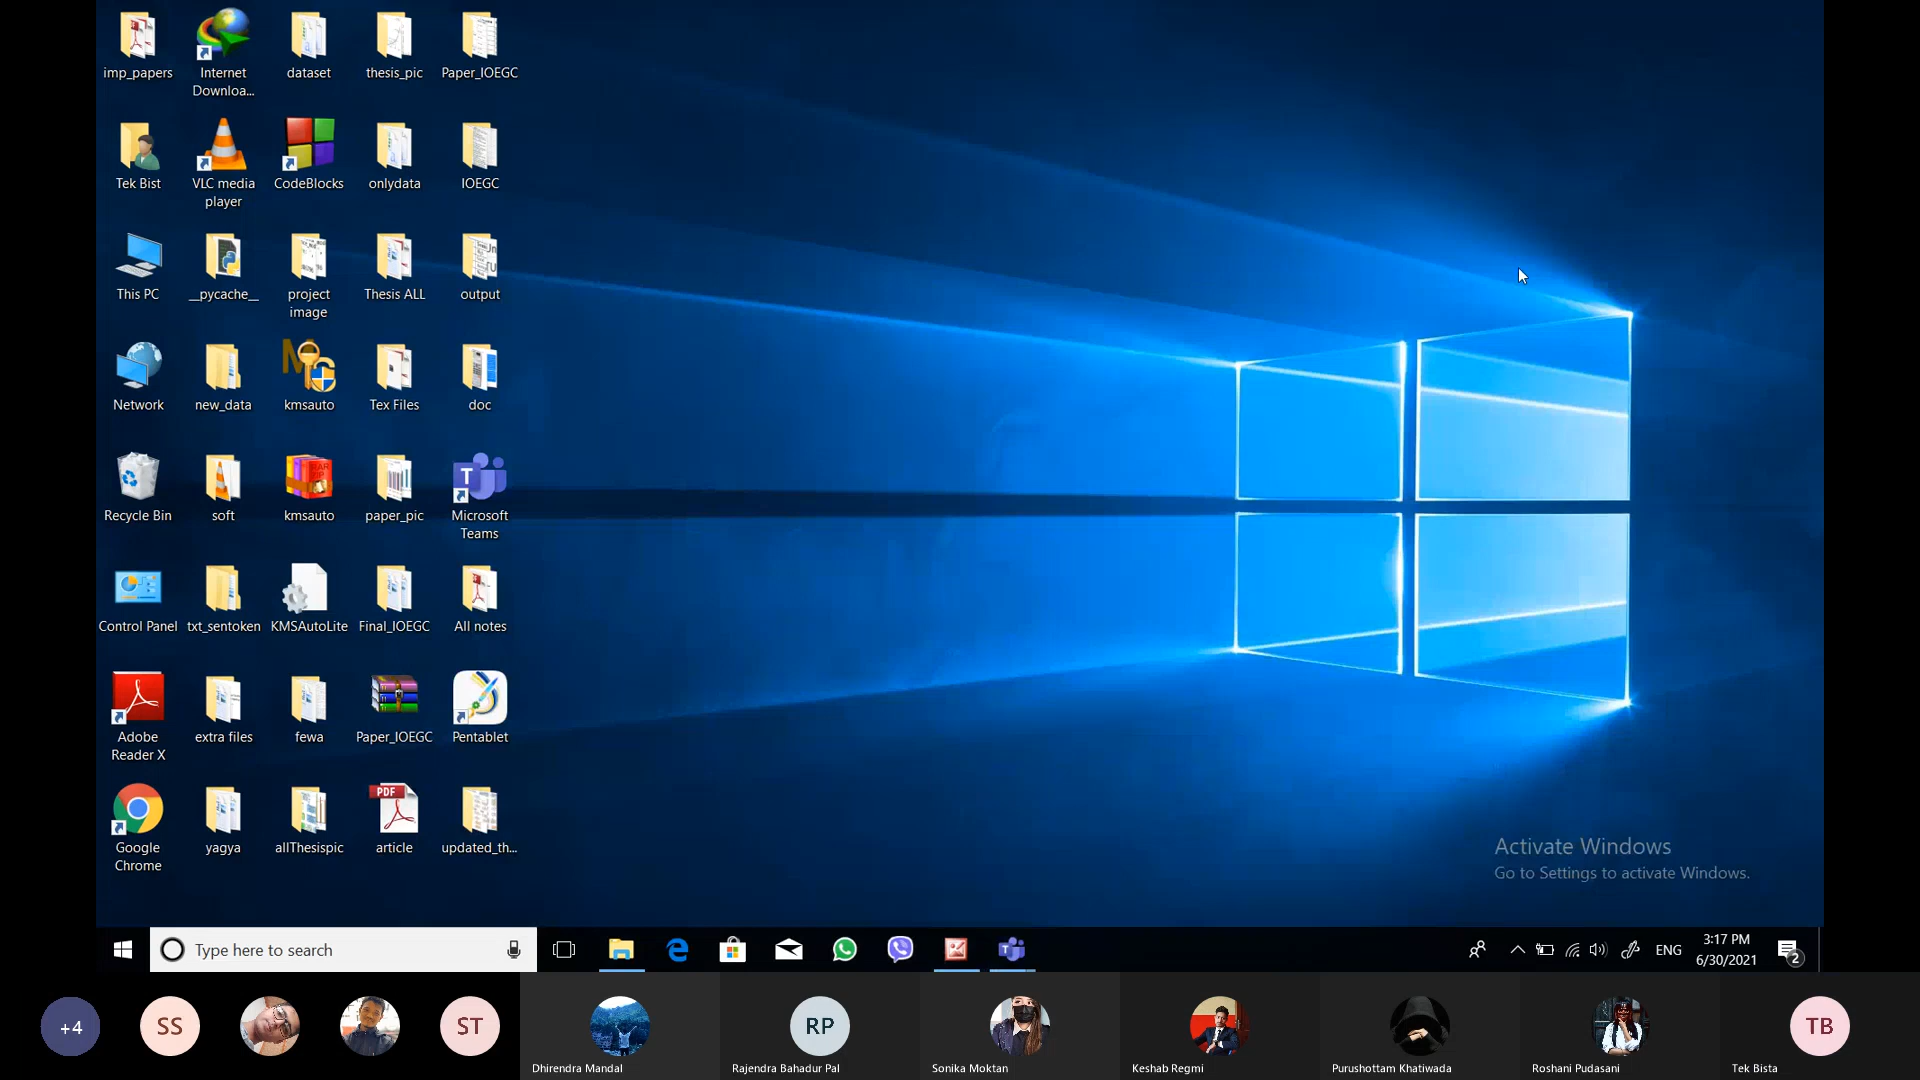 imp_papers
Internet
Downloa...
dataset
thesis_pic
Paper_IOEGC
Tek Bist
VLC media
player
CodeBlocks
onlydata
IOEGC
This PC
__pycache__
project
image
Thesis ALL
output
Network
new_data
kmsauto
Tex Files
doc
Recycle Bin
soft
kmsauto
paper_pic
Microsoft
Teams
Control Panel
txt_sentoken
KMSAutoLite
Final_IOEGC
All notes
Adobe
Reader X
extra files
fewa
Paper_IOEGC
Pentablet
Google
Chrome
yagya
allThesispic
PDF
article
updated_th...
Activate Windows
Go to Settings to activate Windows.
Type here to search
ENG
3:17 PM
6/30/2021
2
+4
SS
ST
Dhirendra Mandal
RP
Rajendra Bahadur Pal
Sonika Moktan
Keshab Regmi
Purushottam Khatiwada
Roshani Pudasani
TB
Tek Bista